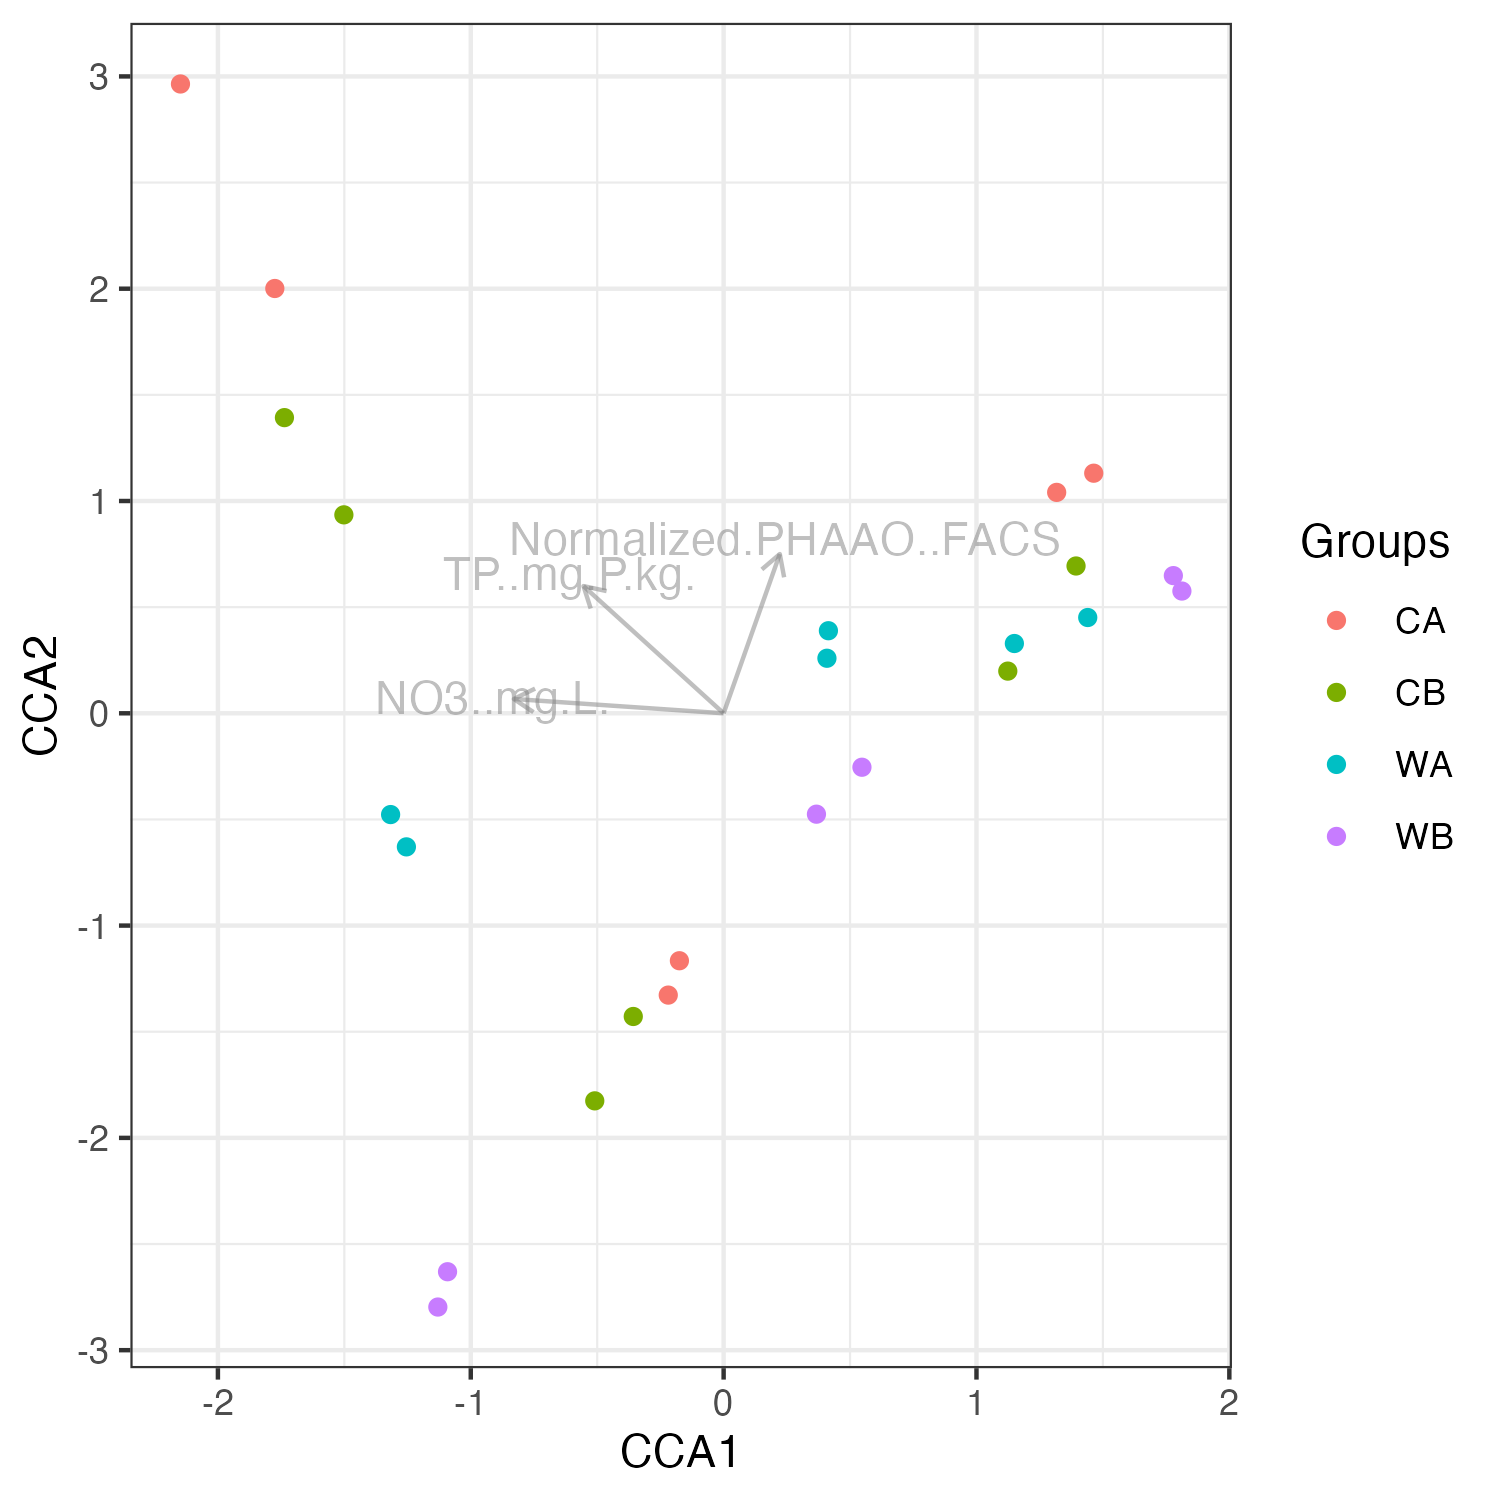 3
2
1
0
-1
-2
-3
CCA2
Normalized.PHAAO..FACS
TP..mg.P.kg.
NO3..mg.L.
-2
-1
0
1
2
CCA1
Groups
CA
CB
WA
WB